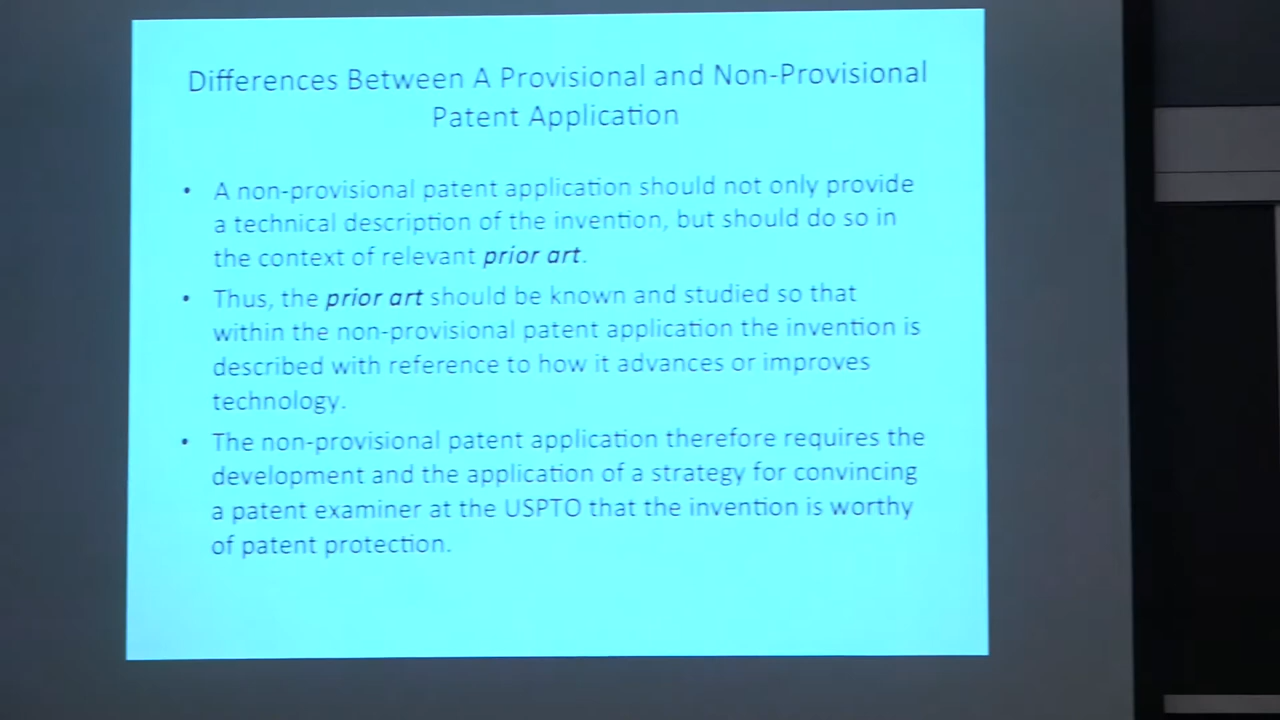 Differences Between A Provisional and Non-Provisional
Patent Application
• A non-provisional patent application should not only provide
a technical description of the invention, but should do so in
the context of relevant prior art.
• Thus, the prior art should be known and studied so that
within the non-provisional patent application the invention is
described with reference to how it advances or improves
technology.
• The non-provisional patent application therefore requires the
development and the application of a strategy for convincing
a patent examiner at the USPTO that the invention is worthy
of patent protection.